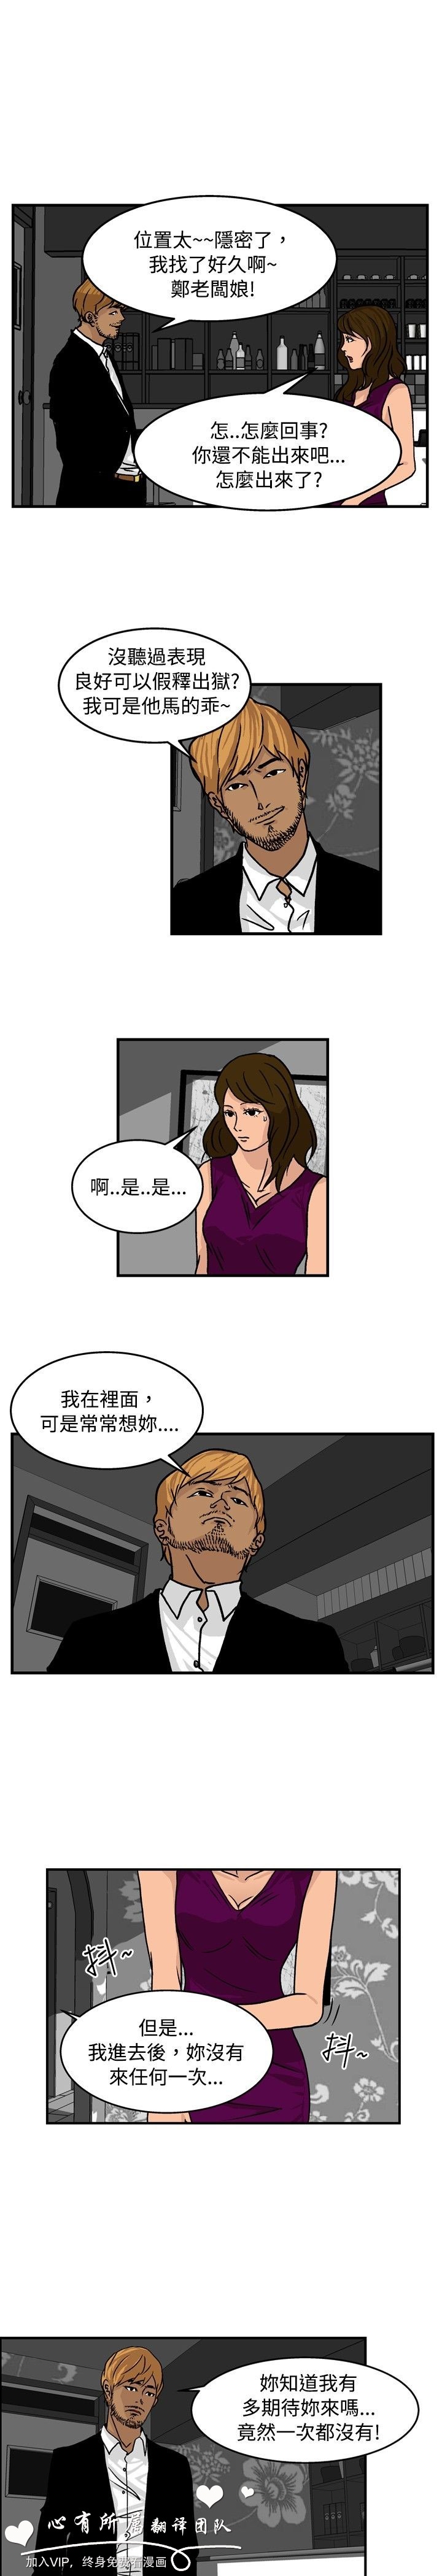 位置太~~隱密了，
我找了好久啊~
鄭老闆娘!
怎..怎麼回事?
你還不能出來吧...
怎麼出來了?
沒聽過表現
良好可以假釋出獄?
我可是他馬的乖~
啊..是..是...
我在裡面，
可是常常想妳....
抖~
但是...
我進去後，妳沒有
來任何一次...
抖~
妳知道我有
多期待妳來嗎...
竟然一次都沒有!
心有所屬翻译团队
加入VIP，终身免费看漫画